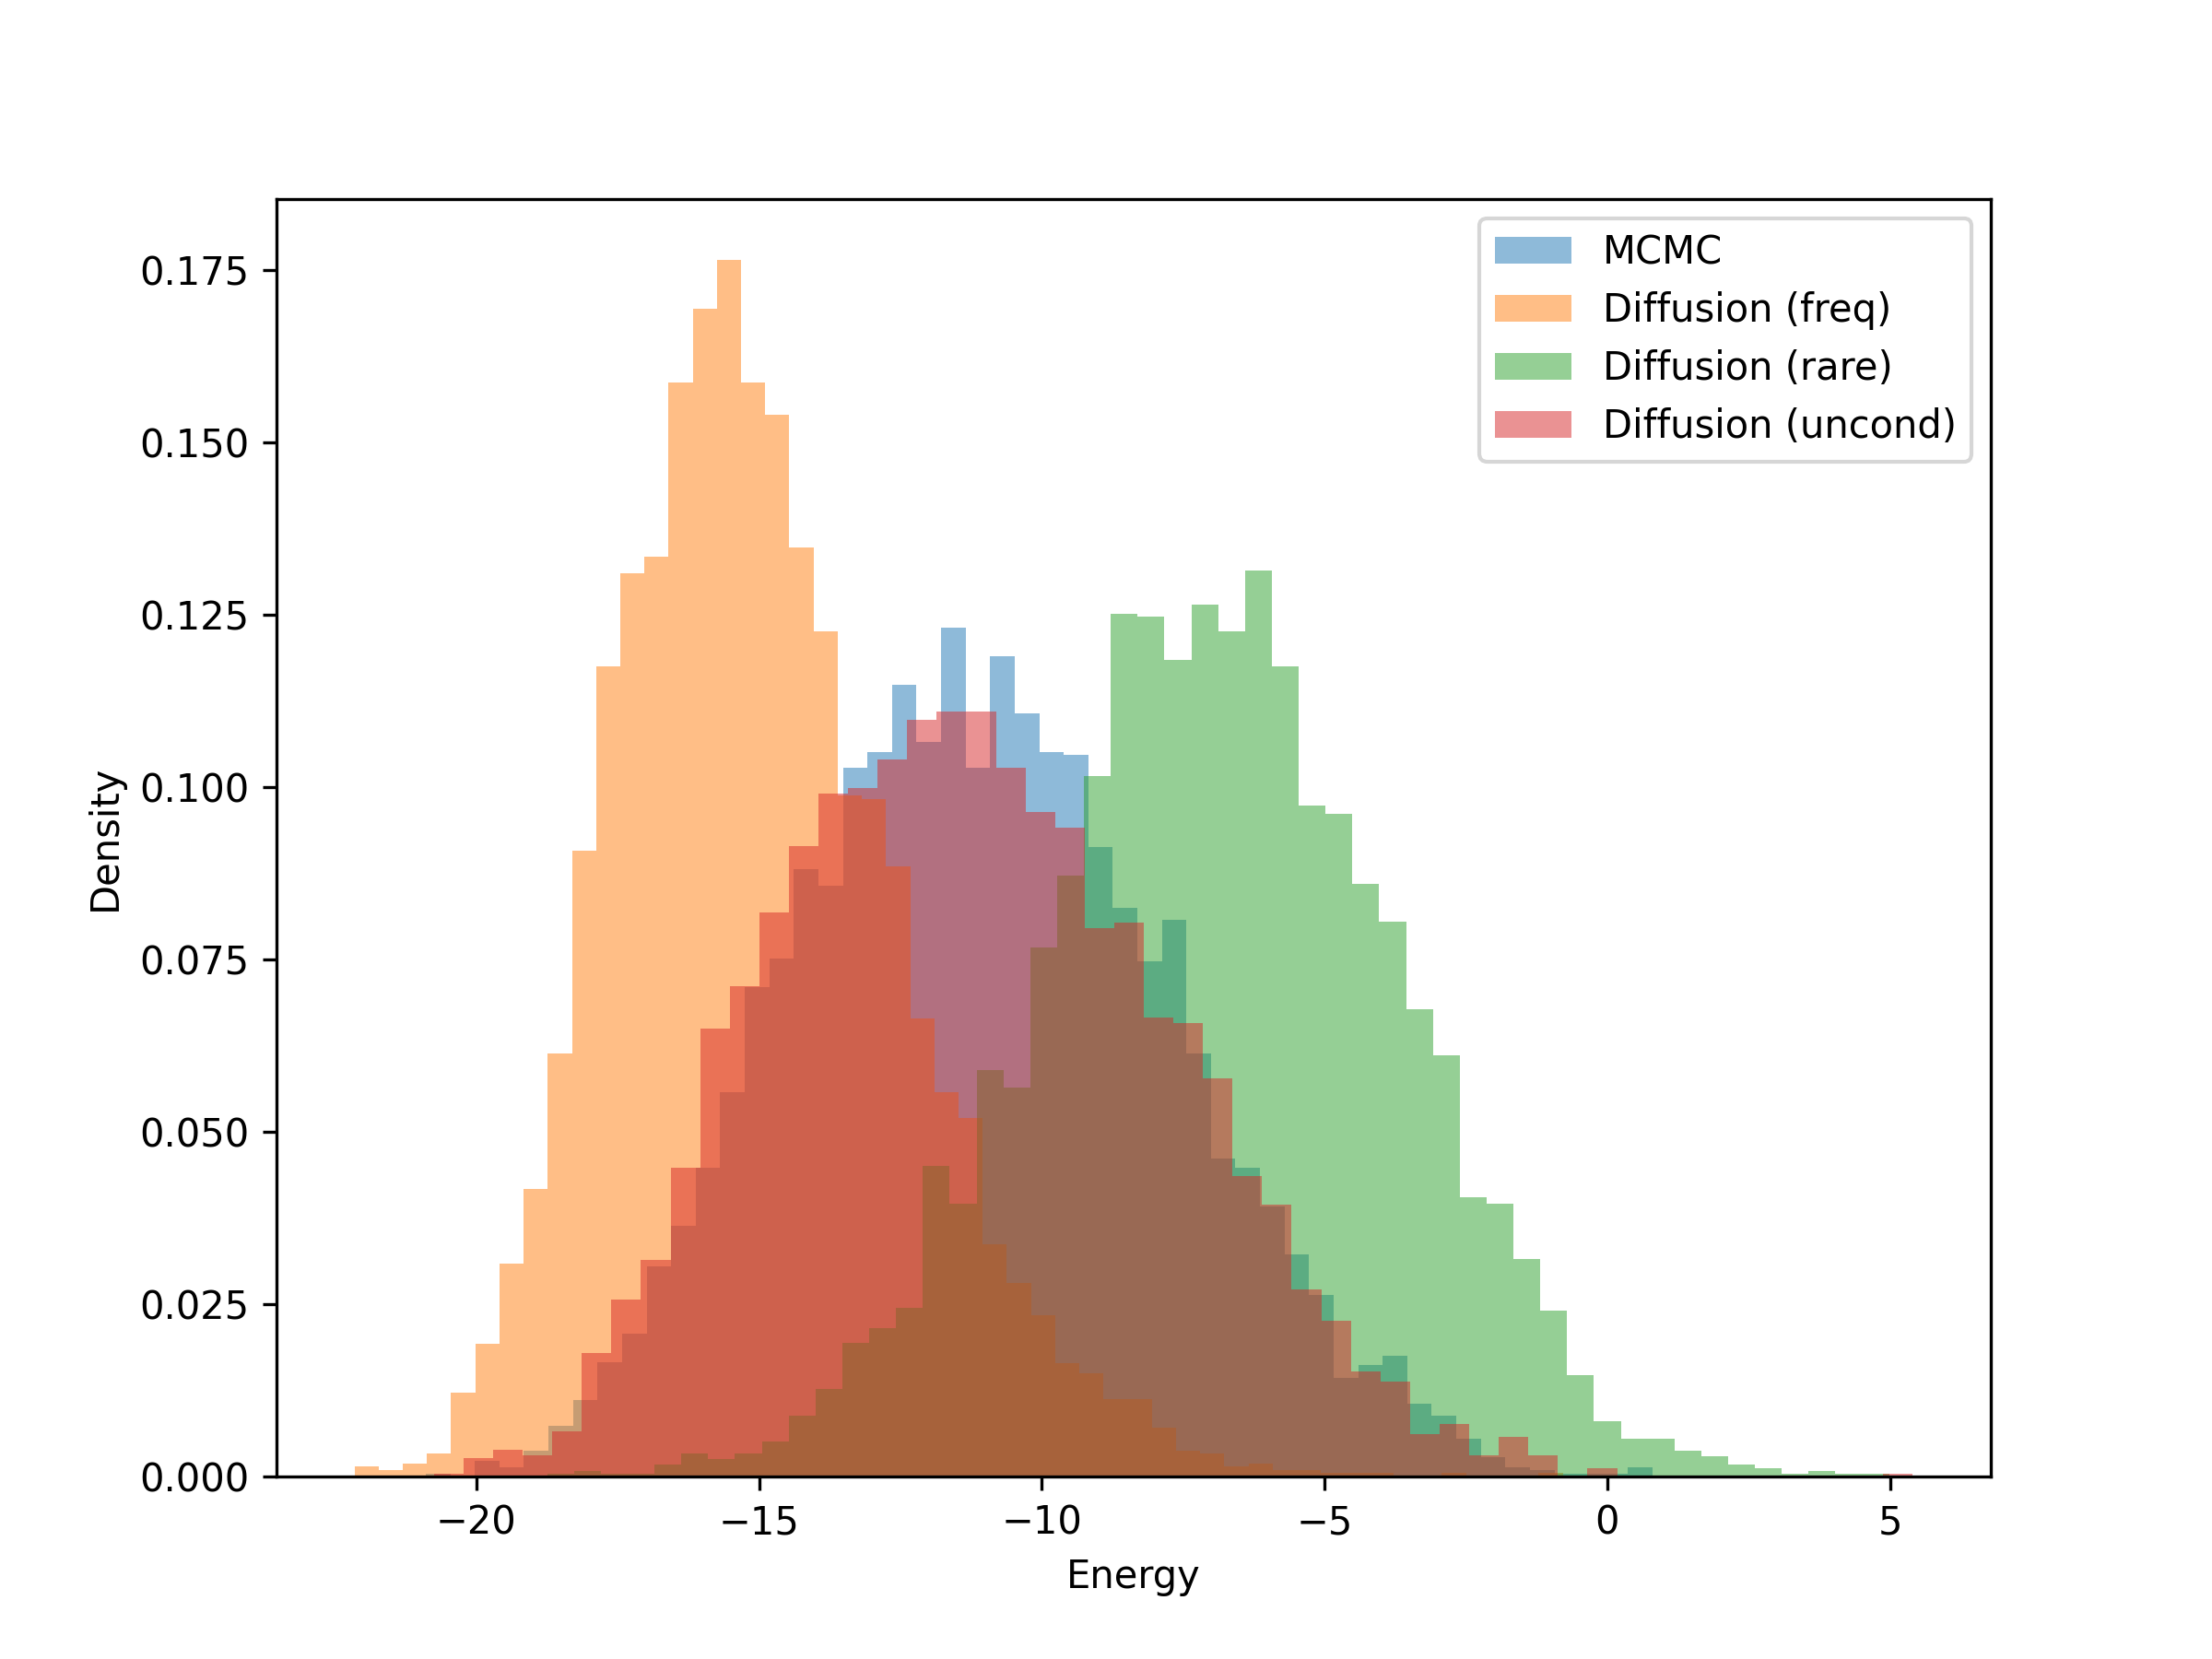 MCMC
Diffusion (freq)
Diffusion (rare)
Diffusion (uncond)
0.175
0.150
0.125
0.100
0.075
0.050
0.025
0.000
Density
−20
−15
−10
−5
0
5
Energy